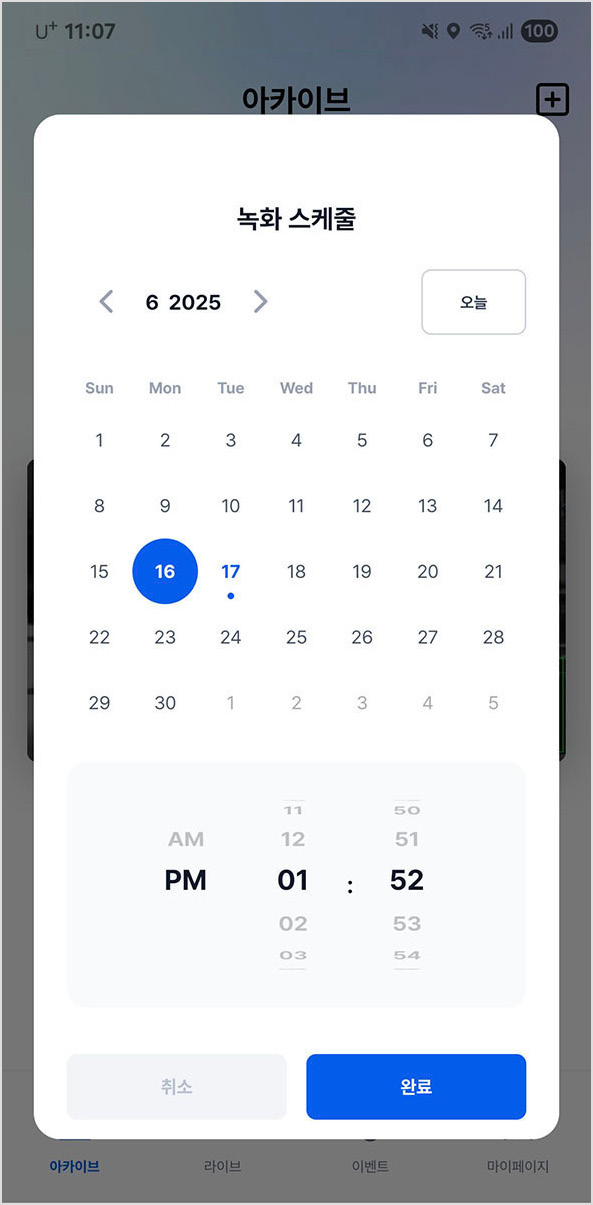 U+ 11:07 100
아카이브
녹화 스케줄
6 2025 오늘
Sun Mon Tue Wed Thu Fri Sat
1 2 3 4 5 6 7
8 9 10 11 12 13 14
15 16 17 18 19 20 21
22 23 24 25 26 27 28
29 30 1 2 3 4 5
11 50
AM 12 51
PM 01 : 52
02 53
03 54
취소 완료
아카이브 라이브 이벤트 마이페이지